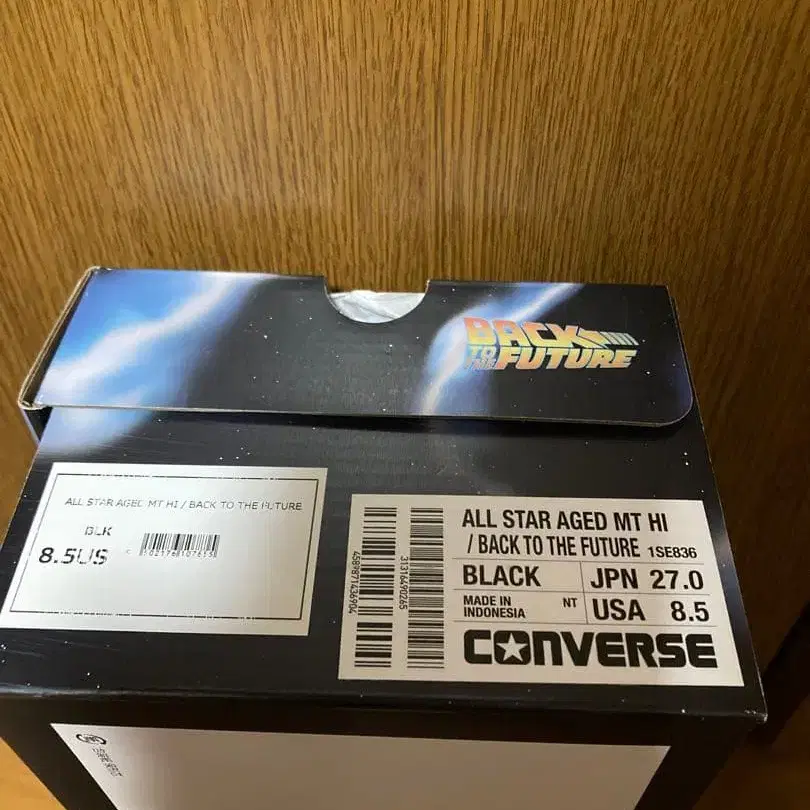 BACK
TO THE FUTURE
ALL STAR AGED MT HI / BACK TO THE FUTURE
BLK
8.5US
ALL STAR AGED MT HI
/ BACK TO THE FUTURE 1SE836
BLACK
JPN 27.0
MADE IN
INDONESIA
NT
USA 8.5
CONVERSE